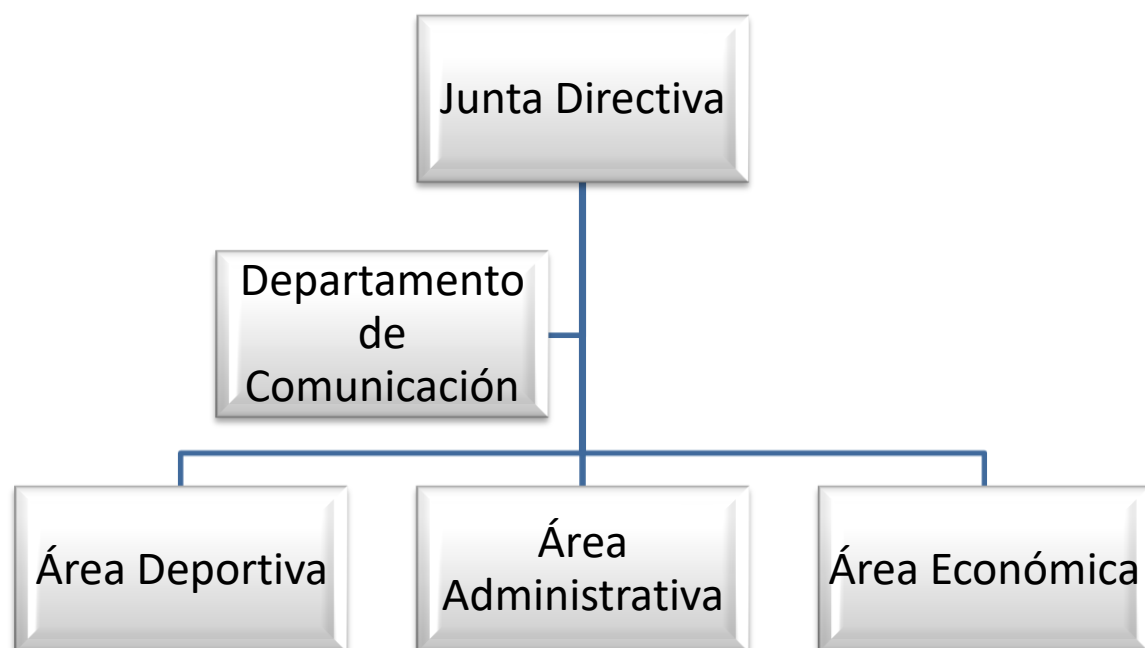 Junta Directiva
Departamento
de
Comunicación
Área Deportiva
Área
Administrativa
Área Económica